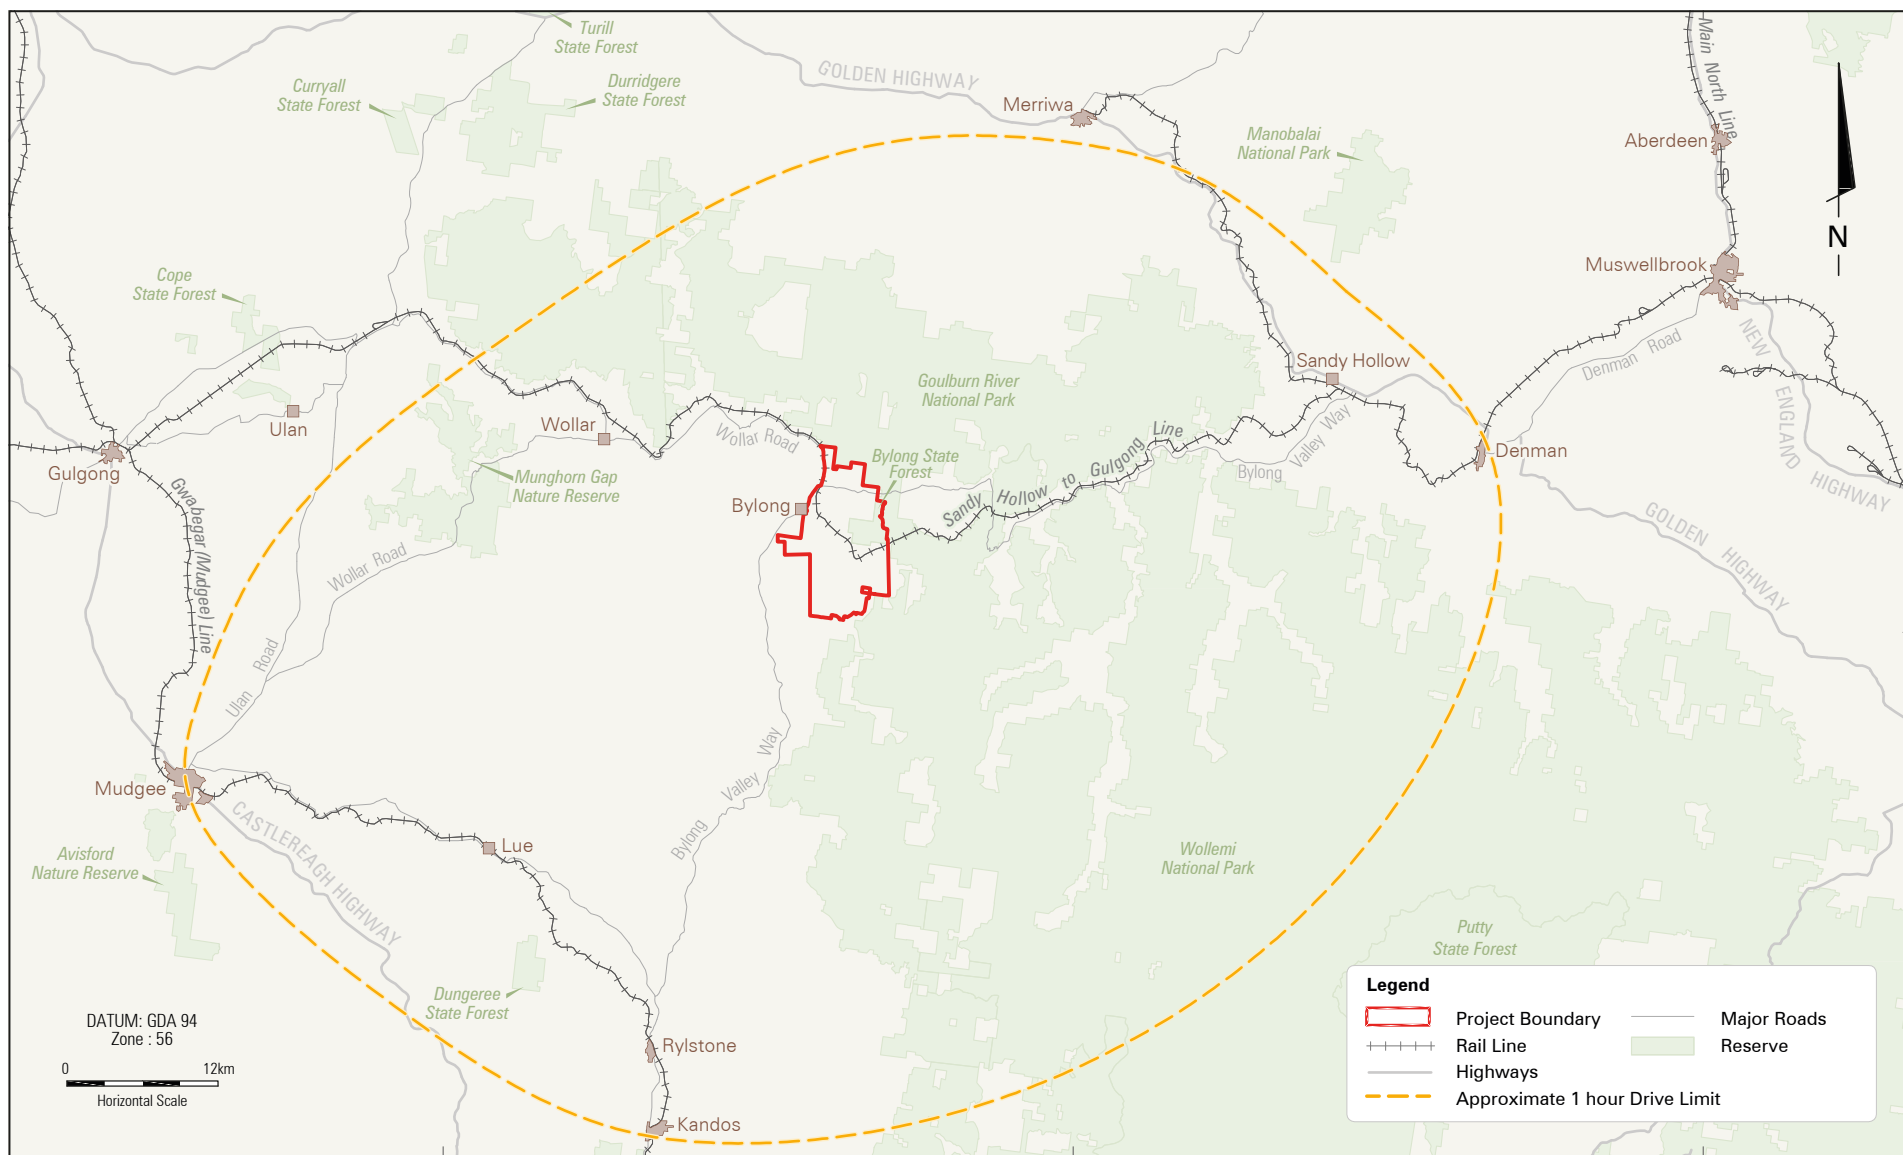 Turill
State Forest
Main North Line
GOLDEN HIGHWAY
Curryall
State Forest
Durridgere
State Forest
Merriwa
Manobalai
National Park
Aberdeen
N
Cope
State Forest
Muswellbrook
NEW ENGLAND HIGHWAY
Denman Road
Sandy Hollow
Goulburn River
National Park
Ulan
Wollar
Wollar Road
Bylong Valley Way
Sandy Hollow to Gulgong Line
Denman
Gulgong
Munghorn Gap
Nature Reserve
Bylong State
Forest
Bylong
Gwabegar (Mudgee) Line
Wollar Road
GOLDEN HIGHWAY
Ulan Road
Bylong Valley Way
Mudgee
CASTLEREAGH HIGHWAY
Lue
Avisford
Nature Reserve
Wollemi
National Park
Putty
State Forest
Dungeree
State Forest
Rylstone
Kandos
DATUM: GDA 94
Zone : 56
0 12km
Horizontal Scale
Legend
Project Boundary
Major Roads
Rail Line
Reserve
Highways
Approximate 1 hour Drive Limit